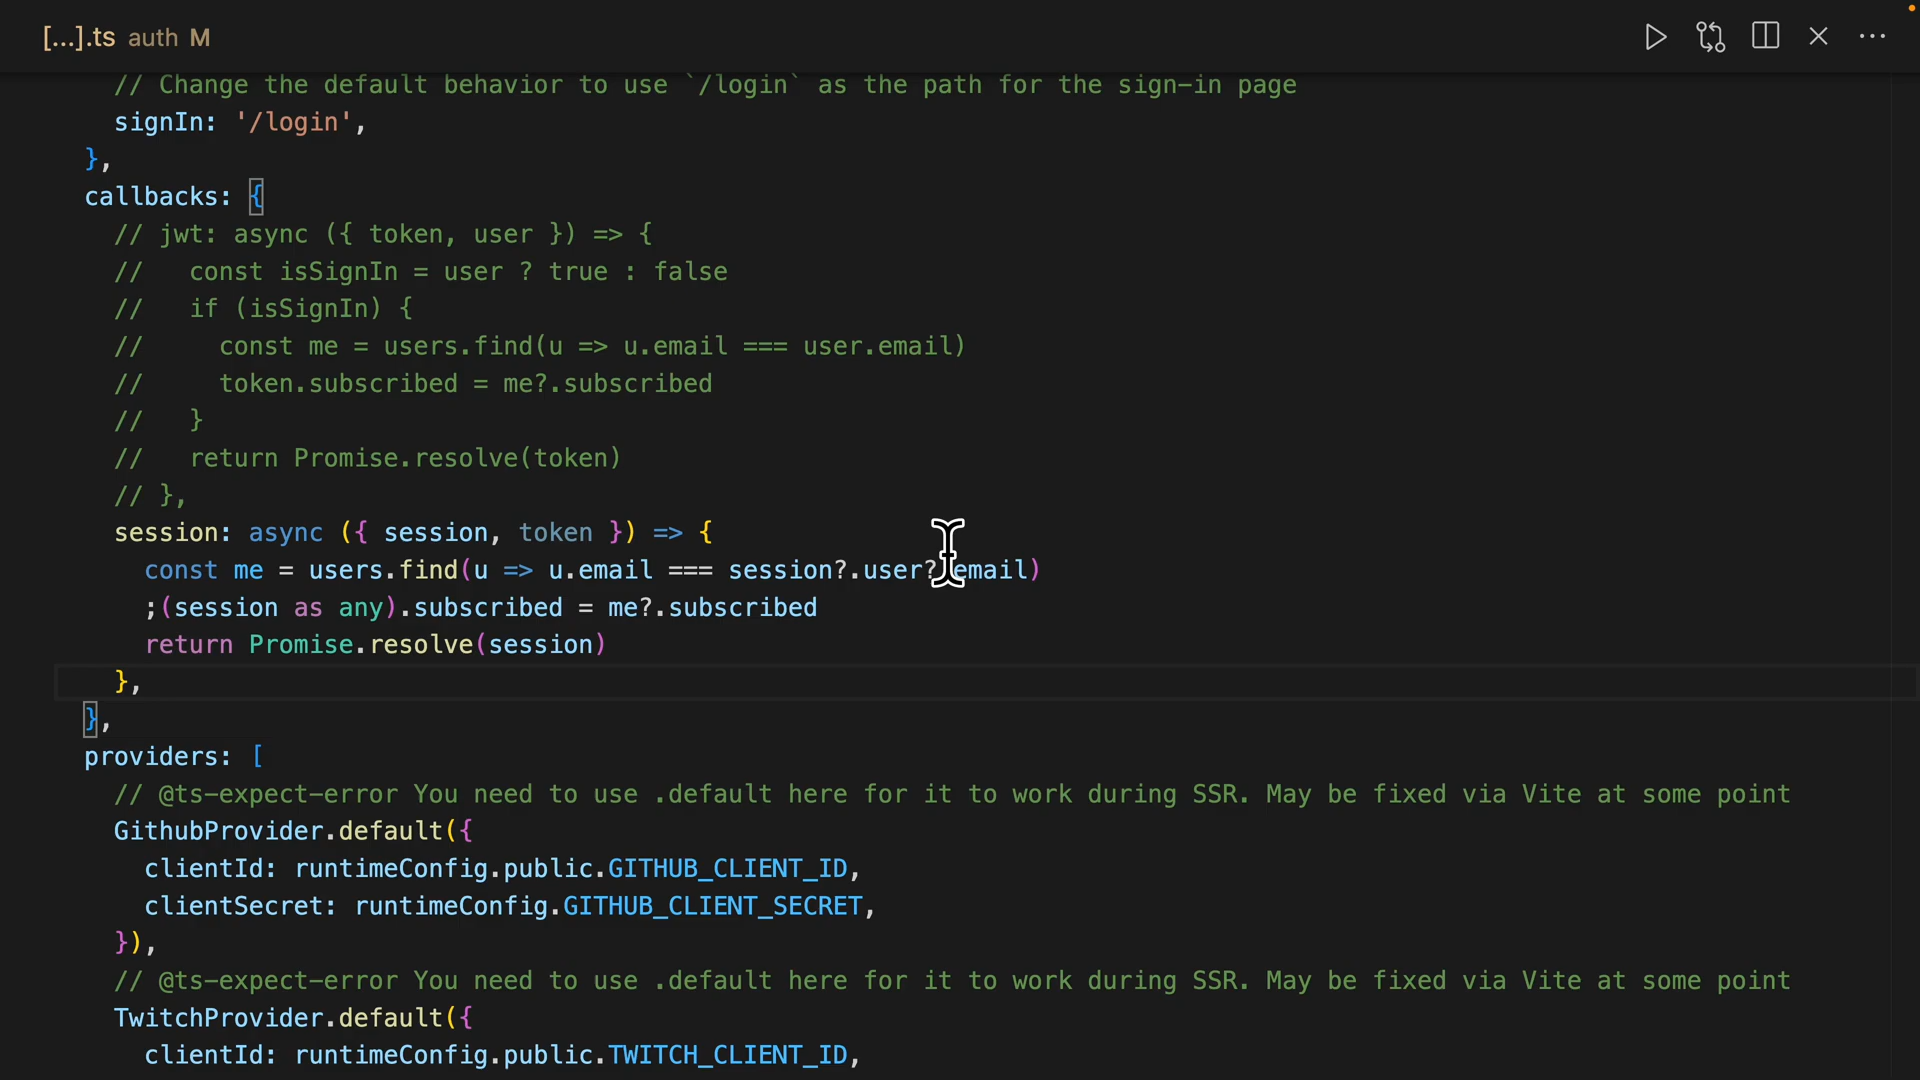 [...].ts auth M
// Change the default behavior to use `/login` as the path for the sign-in page
signIn: '/login',
},
callbacks: {
// jwt: async ({ token, user }) => {
//   const isSignIn = user ? true : false
//   if (isSignIn) {
//     const me = users.find(u => u.email === user.email)
//     token.subscribed = me?.subscribed
//   }
//   return Promise.resolve(token)
// },
session: async ({ session, token }) => {
const me = users.find(u => u.email === session?.user?.email)
;(session as any).subscribed = me?.subscribed
return Promise.resolve(session)
},
},
providers: [
// @ts-expect-error You need to use .default here for it to work during SSR. May be fixed via Vite at some point
GithubProvider.default({
clientId: runtimeConfig.public.GITHUB_CLIENT_ID,
clientSecret: runtimeConfig.GITHUB_CLIENT_SECRET,
}),
// @ts-expect-error You need to use .default here for it to work during SSR. May be fixed via Vite at some point
TwitchProvider.default({
clientId: runtimeConfig.public.TWITCH_CLIENT_ID,